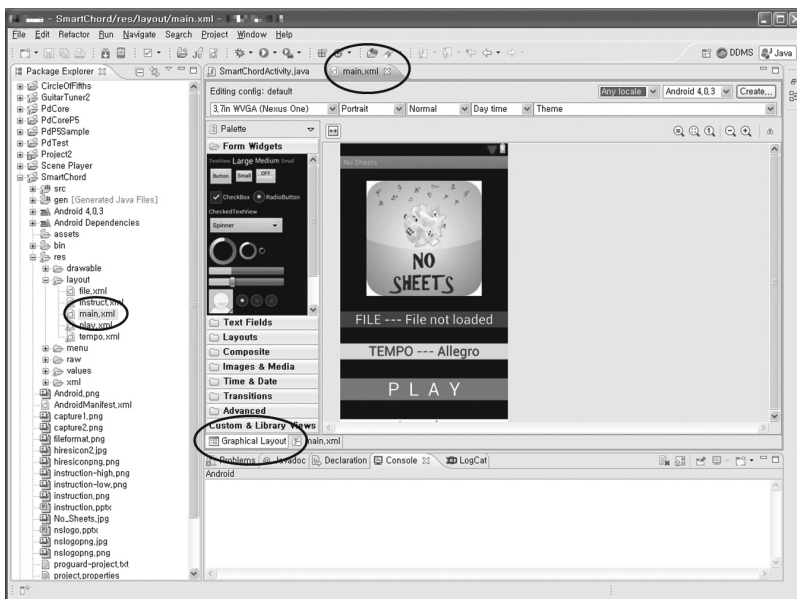 - SmartChord/res/layout/main.xml -
File Edit Refactor Run Navigate Search Project Window Help
DDMS Java
Package Explorer
CircleOfFifths
GuitarTuner2
PdCore
PdCoreP5
PdP5Sample
PdTest
Project2
Scene Player
SmartChord
src
gen [Generated Java Files]
Android 4,0,3
Android Dependencies
assets
bin
res
drawable
layout
file,xml
instruct,xml
main,xml
play,xml
tempo,xml
menu
raw
values
xml
Android,png
AndroidManifest,xml
capture1,png
capture2,png
fileformat,png
hiresicon2,jpg
hiresiconpng,png
instruction-high,png
instruction-low,png
instruction,png
instruction,pptx
No_Sheets,jpg
nslogo,pptx
nslogopng,jpg
nslogopng,png
proguard-project,txt
project,properties
SmartChordActivity,java
main,xml
Editing config: default
Any locale
Android 4,0,3
Create...
3,7in WVGA (Nexus One)
Portrait
Normal
Day time
Theme
Palette
Form Widgets
TextView Large Medium Small
Button Small OFF
CheckBox RadioButton
CheckedTextView
Spinner
Text Fields
Layouts
Composite
Images & Media
Time & Date
Transitions
Advanced
Custom & Library Views
Graphical Layout
main,xml
No Sheets
NO
SHEETS
FILE --- File not loaded
TEMPO --- Allegro
PLAY
Problems @ Javadoc Declaration Console LogCat
Android